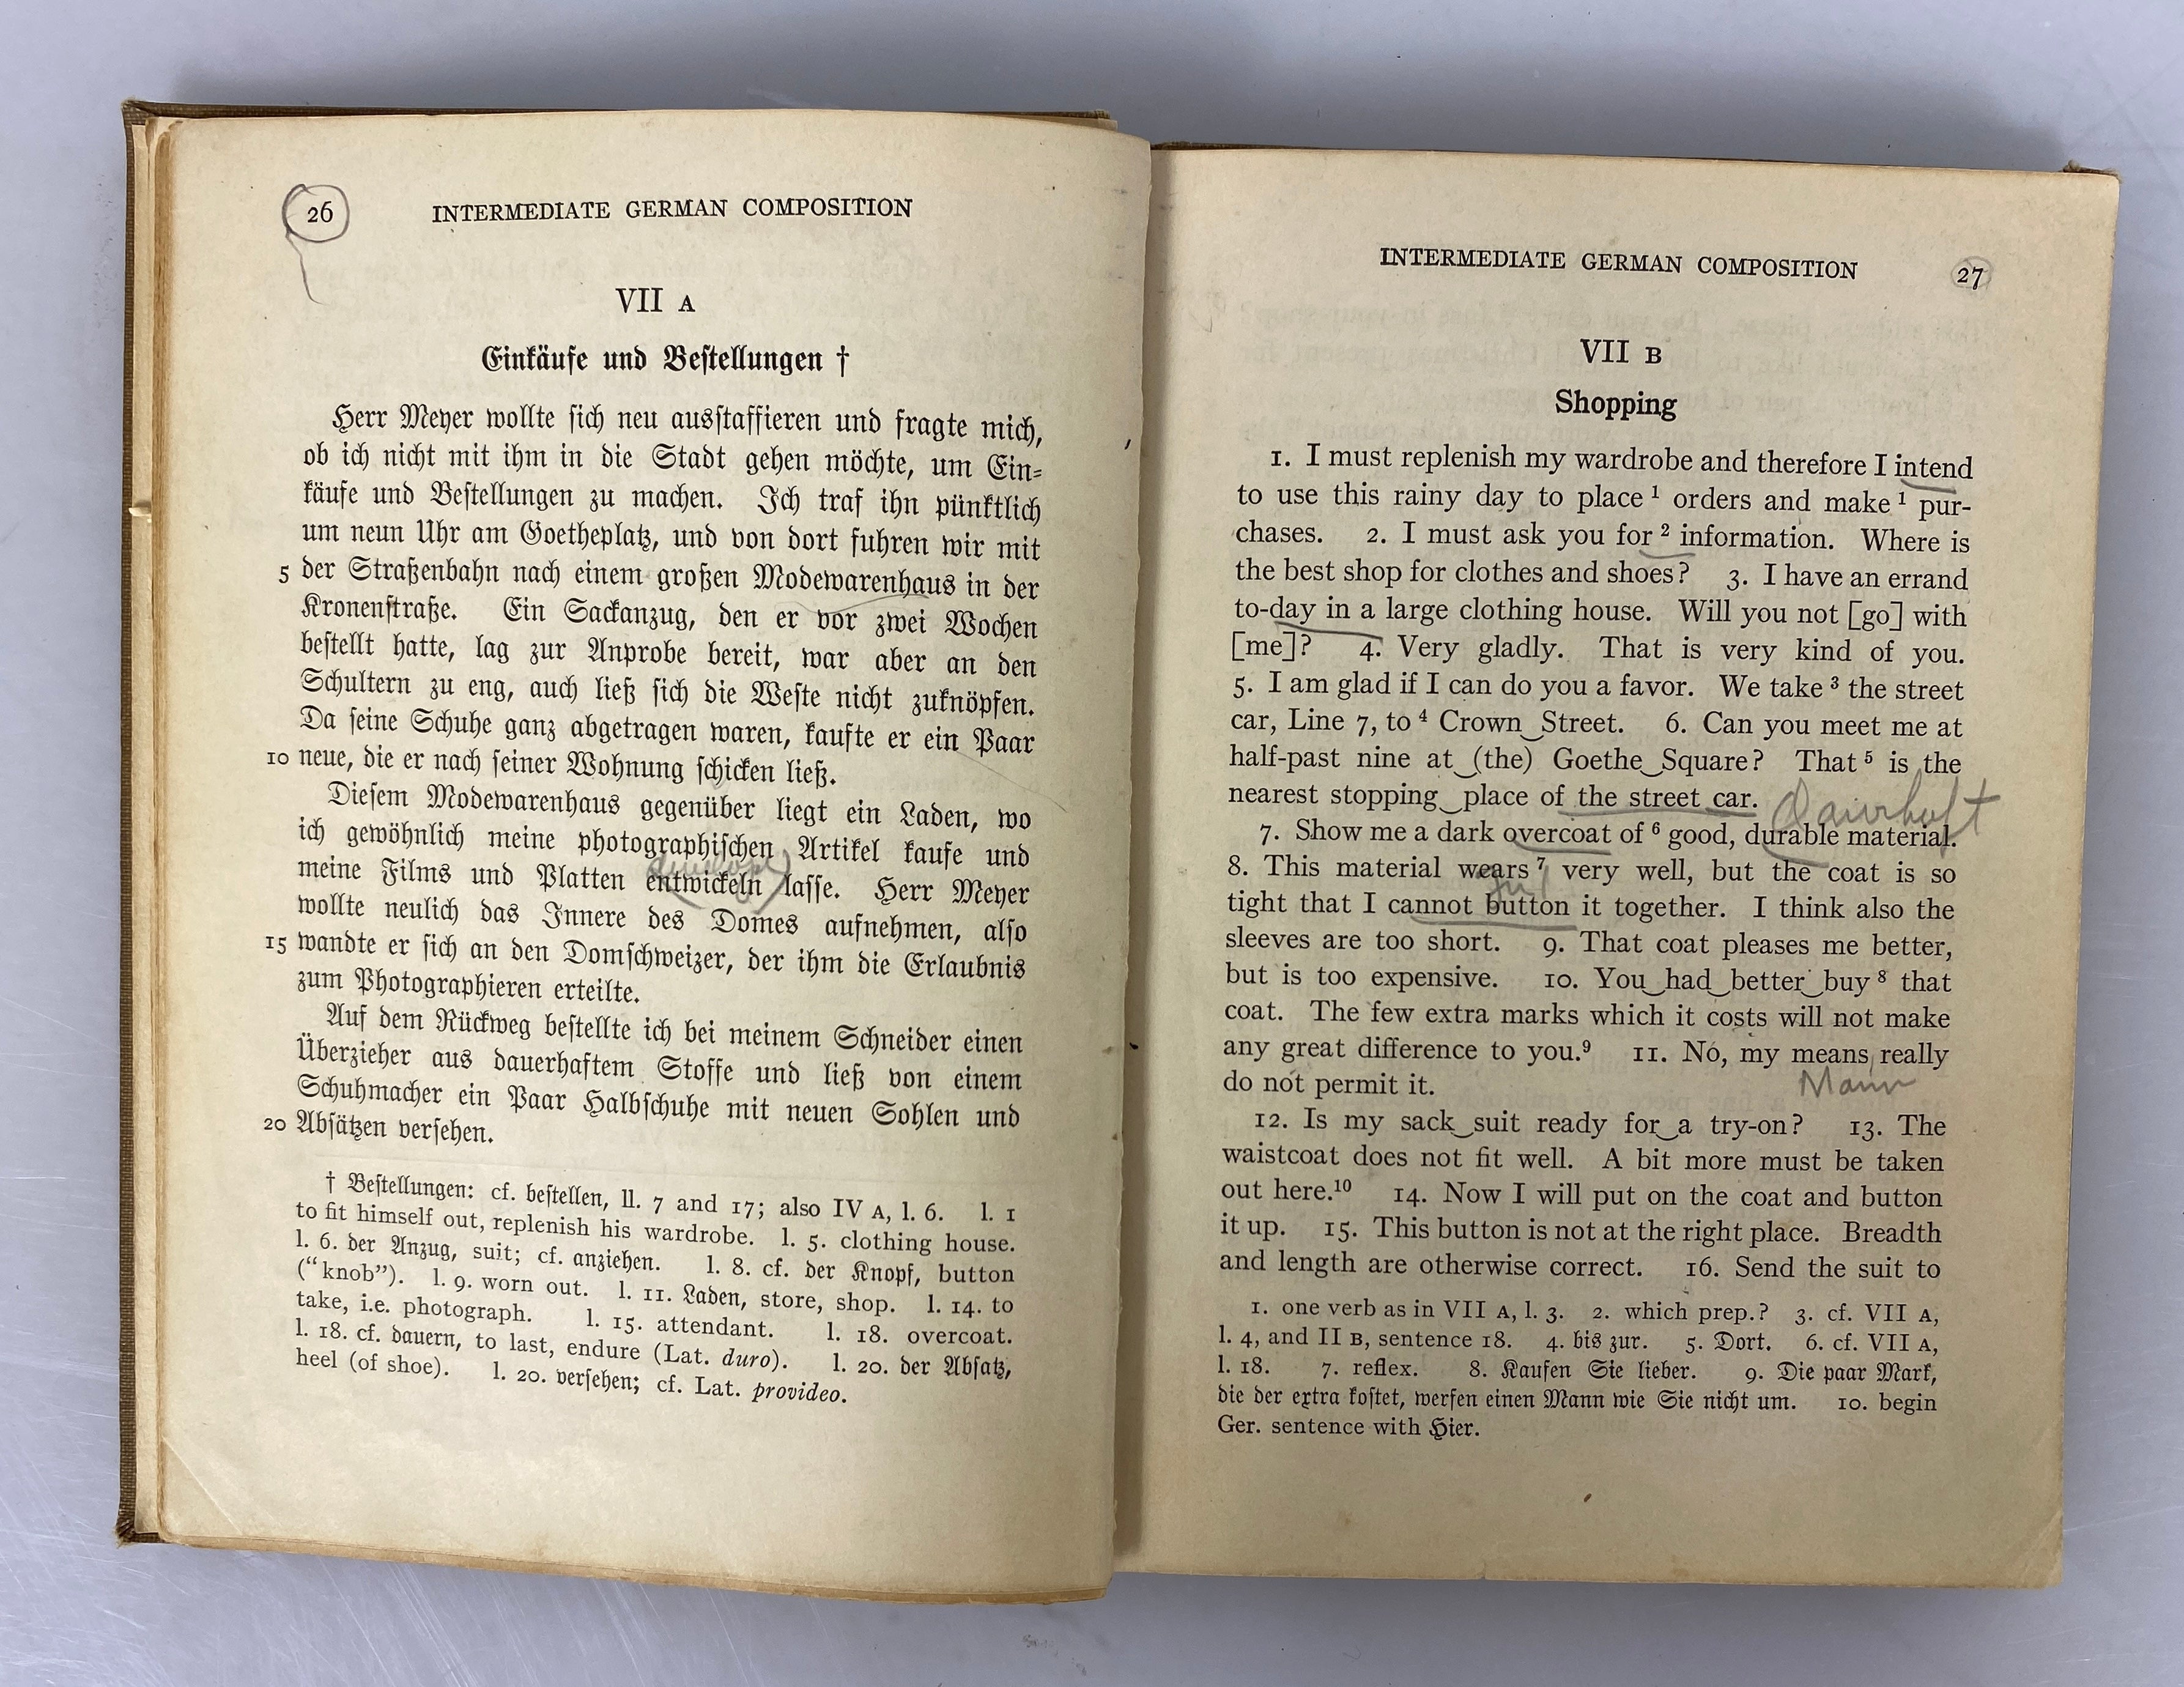 26 INTERMEDIATE GERMAN COMPOSITION
VII A
Einkäufe und Bestellungen †
Herr Meyer wollte sich neu ausstaffieren und fragte mich,
ob ich nicht mit ihm in die Stadt gehen möchte, um Ein=
käufe und Bestellungen zu machen. Ich traf ihn pünktlich
um neun Uhr am Goetheplatz, und von dort fuhren wir mit
5 der Straßenbahn nach einem großen Modewarenhaus in der
Kronenstraße. Ein Sackanzug, den er vor zwei Wochen
bestellt hatte, lag zur Anprobe bereit, war aber an den
Schultern zu eng, auch ließ sich die Weste nicht zuknöpfen.
Da seine Schuhe ganz abgetragen waren, kaufte er ein Paar
10 neue, die er nach seiner Wohnung schicken ließ.
Diesem Modewarenhaus gegenüber liegt ein Laden, wo
ich gewöhnlich meine photographischen Artikel kaufe und
meine Films und Platten entwickeln lasse. Herr Meyer
wollte neulich das Innere des Domes aufnehmen, also
15 wandte er sich an den Domschweizer, der ihm die Erlaubnis
zum Photographieren erteilte.
Auf dem Rückweg bestellte ich bei meinem Schneider einen
Überzieher aus dauerhaftem Stoffe und ließ von einem
Schuhmacher ein Paar Halbschuhe mit neuen Sohlen und
20 Absätzen versehen.
† Bestellungen: cf. bestellen, ll. 7 and 17; also IV A, l. 6. l. 1
to fit himself out, replenish his wardrobe. l. 5. clothing house.
l. 6. der Anzug, suit; cf. anziehen. l. 8. cf. der Knopf, button
("knob"). l. 9. worn out. l. 11. Laden, store, shop. l. 14. to
take, i.e. photograph. l. 15. attendant. l. 18. overcoat.
l. 18. cf. dauern, to last, endure (Lat. duro). l. 20. der Absatz,
heel (of shoe). l. 20. versehen; cf. Lat. provideo.
INTERMEDIATE GERMAN COMPOSITION 27
VII B
Shopping
1. I must replenish my wardrobe and therefore I intend
to use this rainy day to place ¹ orders and make ¹ pur-
chases. 2. I must ask you for ² information. Where is
the best shop for clothes and shoes? 3. I have an errand
to-day in a large clothing house. Will you not [go] with
[me]? 4. Very gladly. That is very kind of you.
5. I am glad if I can do you a favor. We take ³ the street
car, Line 7, to ⁴ Crown‿Street. 6. Can you meet me at
half-past nine at‿(the) Goethe‿Square? That ⁵ is the
nearest stopping‿place of the street car.
Dauerhaft
7. Show me a dark overcoat of ⁶ good, durable material.
8. This material wears ⁷ very well, but the coat is so
zu
tight that I cannot button it together. I think also the
sleeves are too short. 9. That coat pleases me better,
but is too expensive. 10. You‿had‿better‿buy ⁸ that
coat. The few extra marks which it costs will not make
any great difference to you.⁹ 11. No, my means really
do not permit it.
Mann
12. Is my sack‿suit ready for‿a try-on? 13. The
waistcoat does not fit well. A bit more must be taken
out here.¹⁰ 14. Now I will put on the coat and button
it up. 15. This button is not at the right place. Breadth
and length are otherwise correct. 16. Send the suit to
1. one verb as in VII A, l. 3. 2. which prep.? 3. cf. VII A,
l. 4, and II B, sentence 18. 4. bis zur. 5. Dort. 6. cf. VII A,
l. 18. 7. reflex. 8. Kaufen Sie lieber. 9. Die paar Mark,
die der extra kostet, werfen einen Mann wie Sie nicht um. 10. begin
Ger. sentence with Hier.